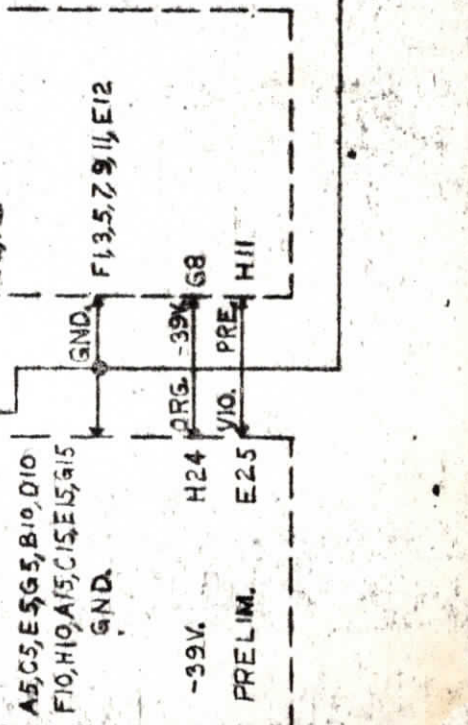 F1,3,5,7,9,11,E12
G8
H11
GND.
ORG. -39V.
VIO. PRE.
A5,C5,E5,G5,B10,D10
F10,H10,A15,C15,E15,G15
GND.
-39V. H24
PRELIM. E25